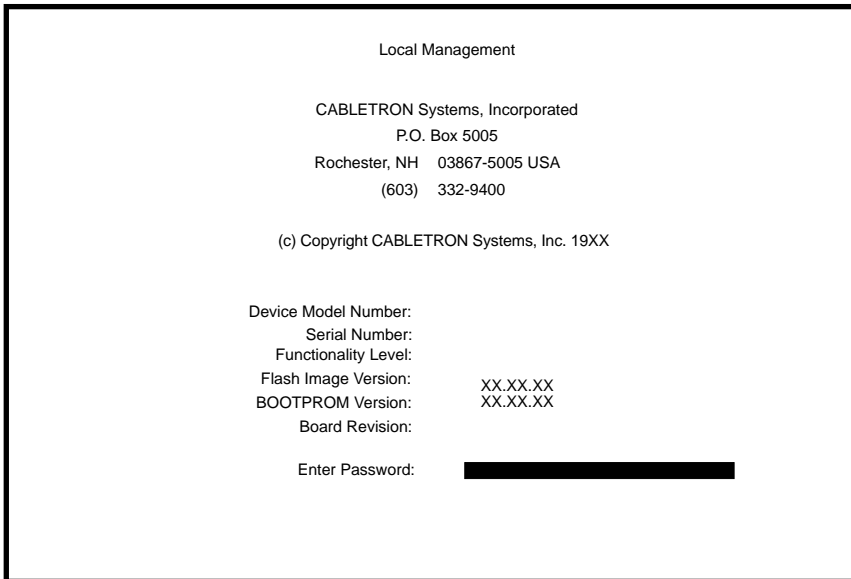 Local Management
CABLETRON Systems, Incorporated
P.O. Box 5005
Rochester, NH 03867-5005 USA
(603) 332-9400
(c) Copyright CABLETRON Systems, Inc. 19XX
Device Model Number:
Serial Number:
Functionality Level:
Flash Image Version: XX.XX.XX
BOOTPROM Version: XX.XX.XX
Board Revision:
Enter Password: